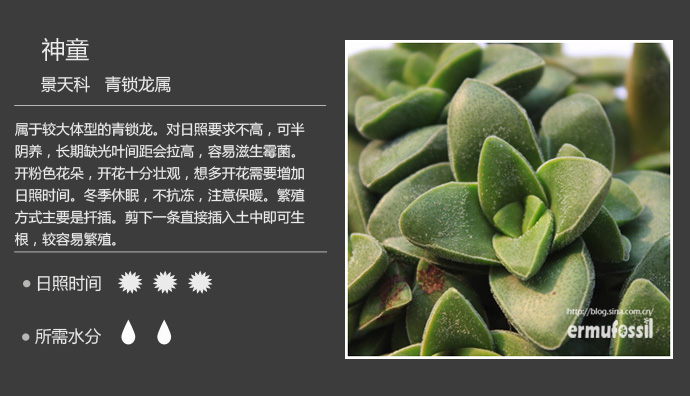 神童
景天科 青锁龙属
属于较大体型的青锁龙。对日照要求不高，可半
阴养，长期缺光叶间距会拉高，容易滋生霉菌。
开粉色花朵，开花十分壮观，想多开花需要增加
日照时间。冬季休眠，不抗冻，注意保暖。繁殖
方式主要是扦插。剪下一条直接插入土中即可生
根，较容易繁殖。
日照时间
所需水分
http://blog.sina.com.cn/
ermufossil